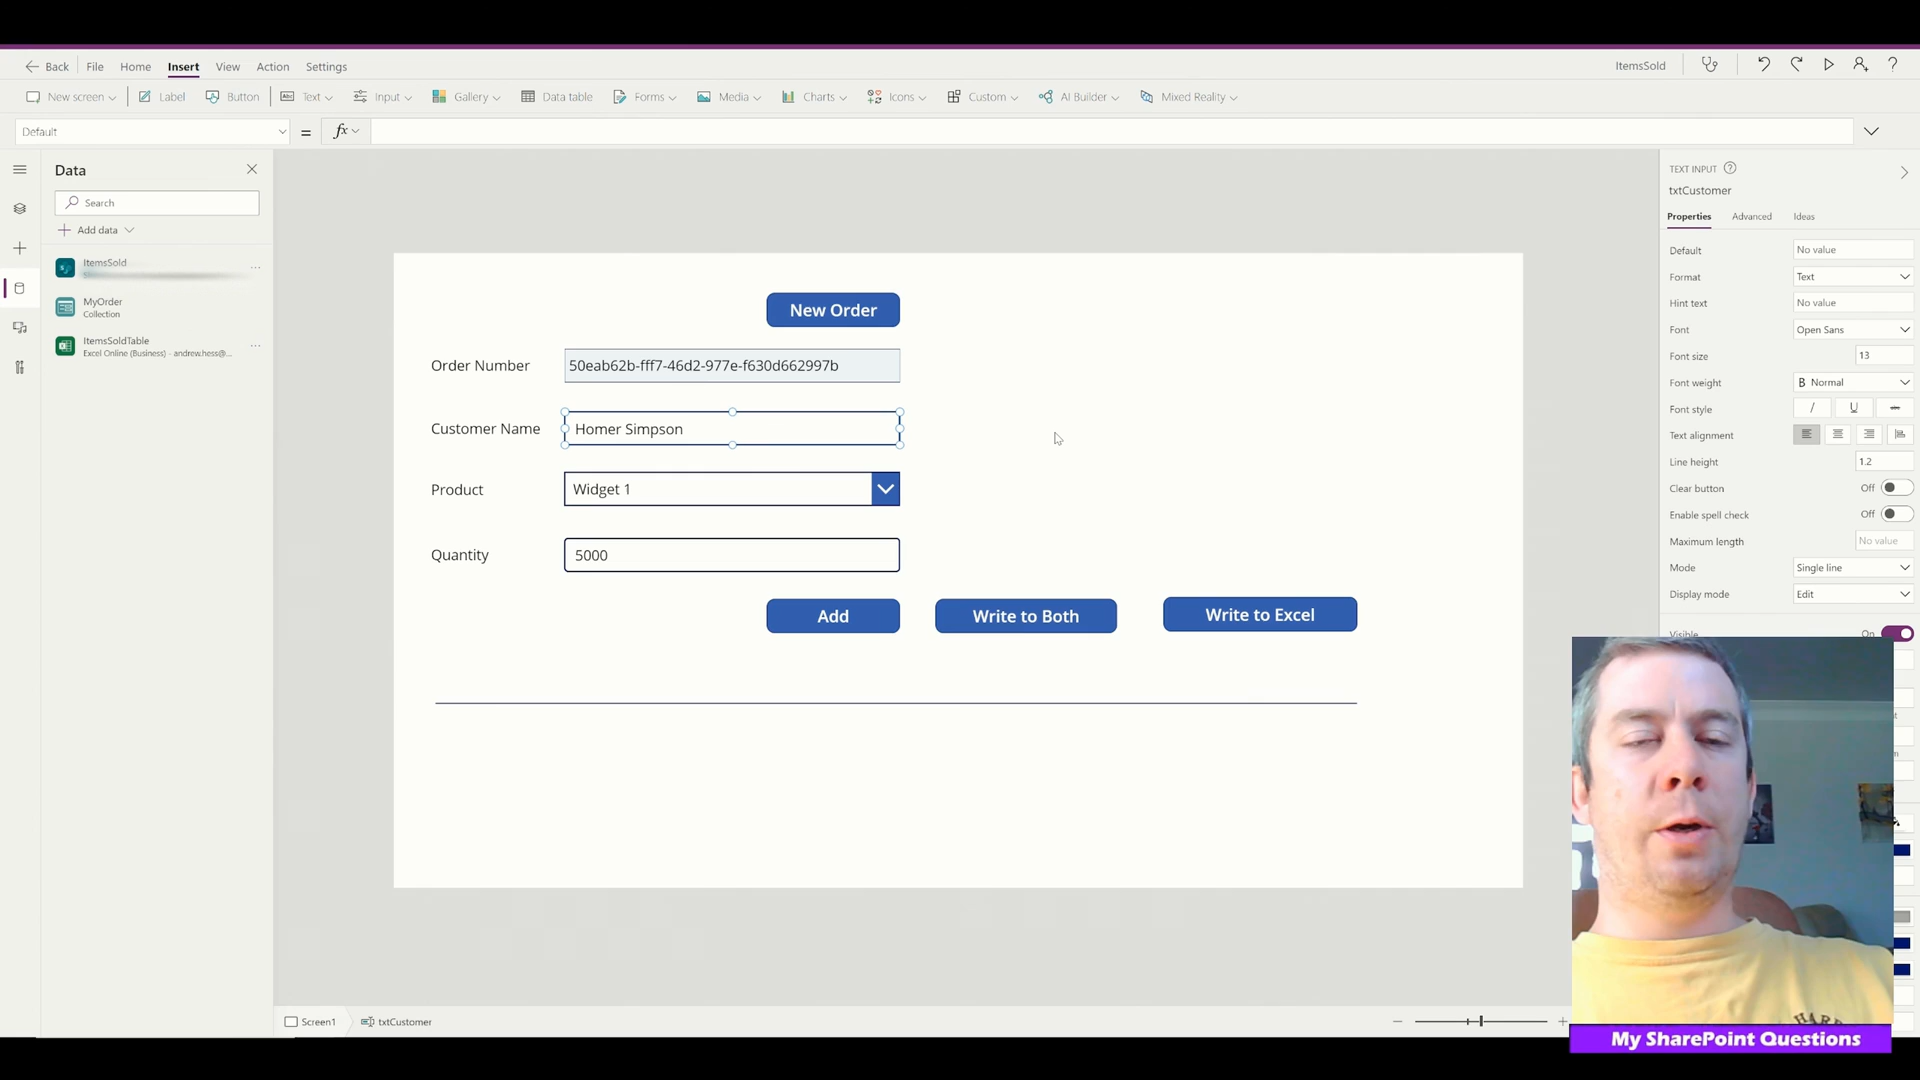 Back File Home Insert View Action Settings ItemsSold
New screen Label Button Text Input Gallery Data table Forms Media Charts Icons Custom AI Builder Mixed Reality
Default = fx
Data
Search
Add data
ItemsSold
MyOrder
Collection
ItemsSoldTable
Excel Online (Business) - andrew.hess@...
New Order
Order Number 50eab62b-fff7-46d2-977e-f630d662997b
Customer Name Homer Simpson
Product Widget 1
Quantity 5000
Add Write to Both Write to Excel
Screen1 txtCustomer
TEXT INPUT
txtCustomer
Properties Advanced Ideas
Default No value
Format Text
Hint text No value
Font Open Sans
Font size 13
Font weight B Normal
Font style
Text alignment
Line height 1.2
Clear button Off
Enable spell check Off
Maximum length No value
Mode Single line
Display mode Edit
Visible On
My SharePoint Questions